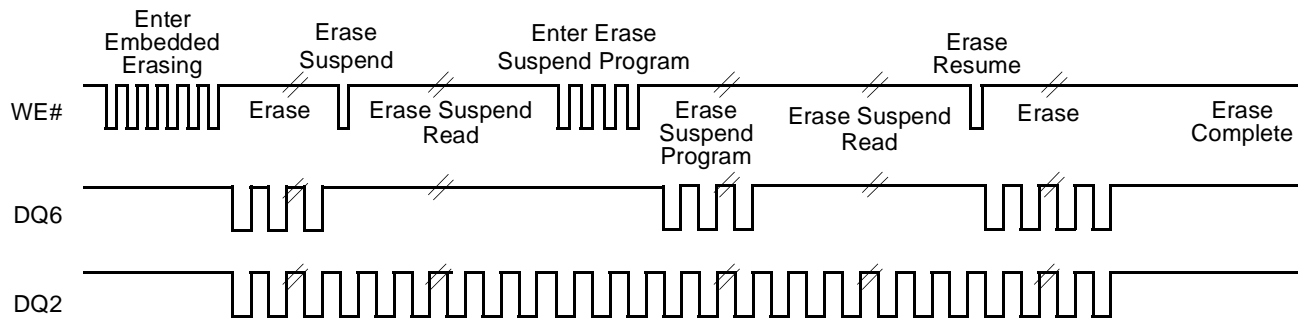 Enter
Embedded
Erasing
Erase
Suspend
Enter Erase
Suspend Program
Erase
Resume
WE#
Erase
Erase Suspend
Read
Erase
Suspend
Program
Erase Suspend
Read
Erase
Erase
Complete
DQ6
DQ2